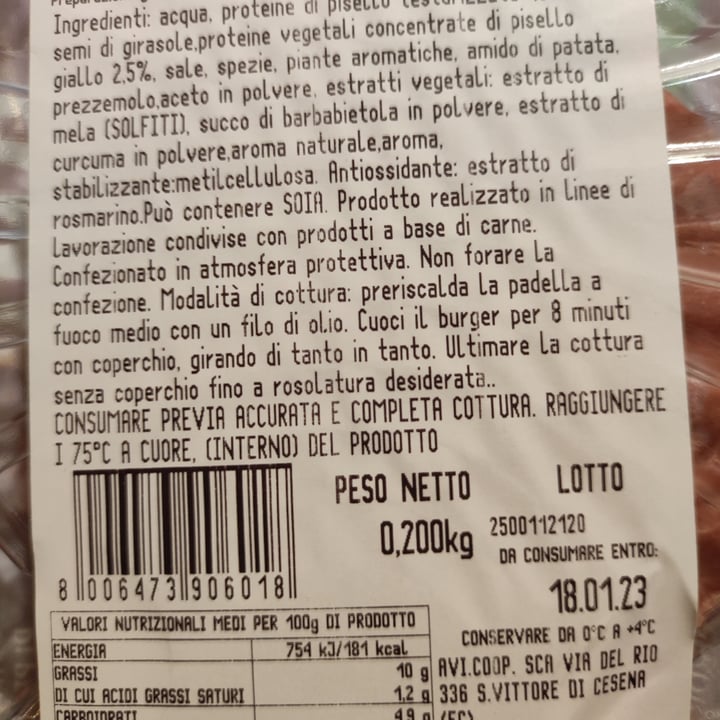 Ingredienti: acqua, proteine di pisello
semi di girasole,proteine vegetali concentrate di pisello
giallo 2,5%, sale, spezie, piante aromatiche, amido di patata,
prezzemolo,aceto in polvere, estratti vegetali: estratto di
mela (SOLFITI), succo di barbabietola in polvere, estratto di
curcuma in polvere,aroma naturale,aroma,
stabilizzante:metilcellulosa. Antiossidante: estratto di
rosmarino.Può contenere SOIA. Prodotto realizzato in Linee di
Lavorazione condivise con prodotti a base di carne.
Confezionato in atmosfera protettiva. Non forare La
confezione. Modalità di cottura: preriscalda La padella a
fuoco medio con un filo di olio. Cuoci il burger per 8 minuti
con coperchio, girando di tanto in tanto. Ultimare La cottura
senza coperchio fino a rosolatura desiderata..
CONSUMARE PREVIA ACCURATA E COMPLETA COTTURA. RAGGIUNGERE
I 75°C A CUORE, (INTERNO) DEL PRODOTTO
PESO NETTO
0,200kg
LOTTO
2500112120
DA CONSUMARE ENTRO:
18.01.23
CONSERVARE DA 0°C A +4°C
8 006473 906018
VALORI NUTRIZIONALI MEDI PER 100g DI PRODOTTO
ENERGIA 754 kJ/181 kcal
GRASSI 10 g
DI CUI ACIDI GRASSI SATURI 1,2 g
CARBOIDRATI 4,9 g
AVI.COOP. SCA VIA DEL RIO
336 S.VITTORE DI CESENA
(FC)